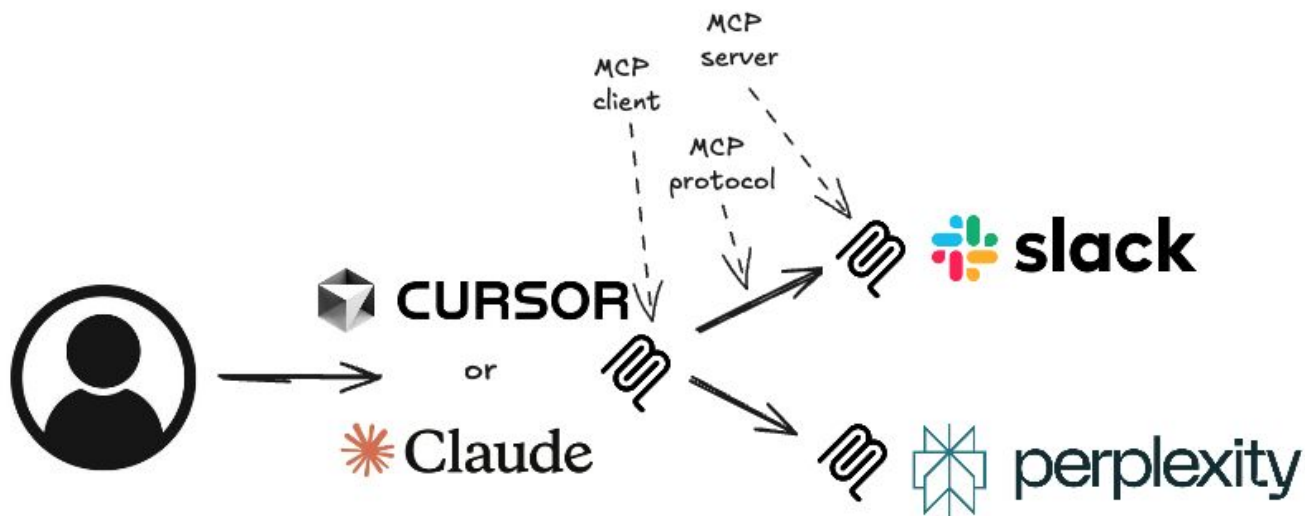 MCP
server
MCP
client
MCP
protocol
slack
CURSOR
or
Claude
perplexity